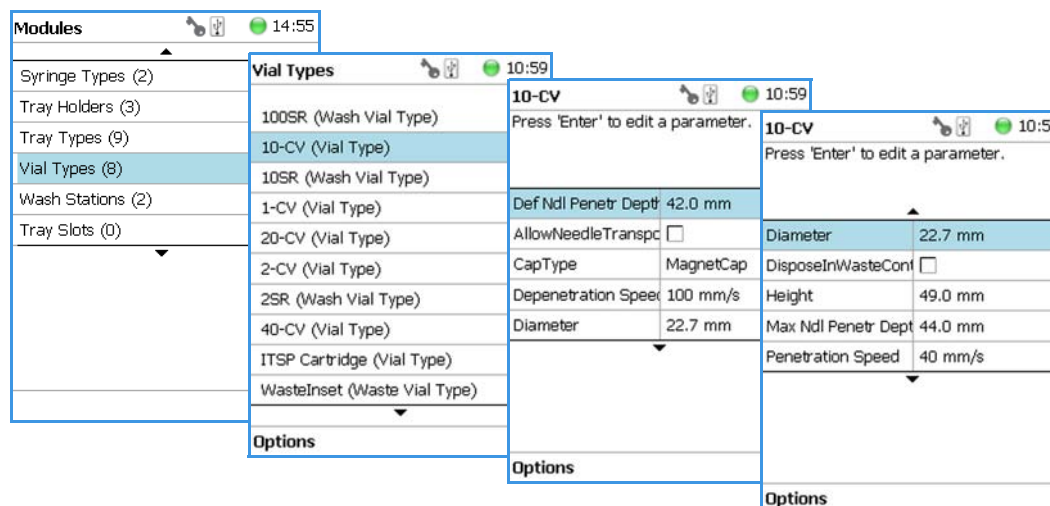 Modules 14:55
Syringe Types (2)
Tray Holders (3)
Tray Types (9)
Vial Types (8)
Wash Stations (2)
Tray Slots (0)
Vial Types 10:59
100SR (Wash Vial Type)
10-CV (Vial Type)
10SR (Wash Vial Type)
1-CV (Vial Type)
20-CV (Vial Type)
2-CV (Vial Type)
2SR (Wash Vial Type)
40-CV (Vial Type)
ITSP Cartridge (Vial Type)
WasteInset (Waste Vial Type)
Options
10-CV 10:59
Press 'Enter' to edit a parameter.
Def Ndl Penetr Depth 42.0 mm
AllowNeedleTranspo
CapType MagnetCap
Depenetration Speed 100 mm/s
Diameter 22.7 mm
Options
10-CV 10:5
Press 'Enter' to edit a parameter.
Diameter 22.7 mm
DisposeInWasteCont
Height 49.0 mm
Max Ndl Penetr Dept 44.0 mm
Penetration Speed 40 mm/s
Options